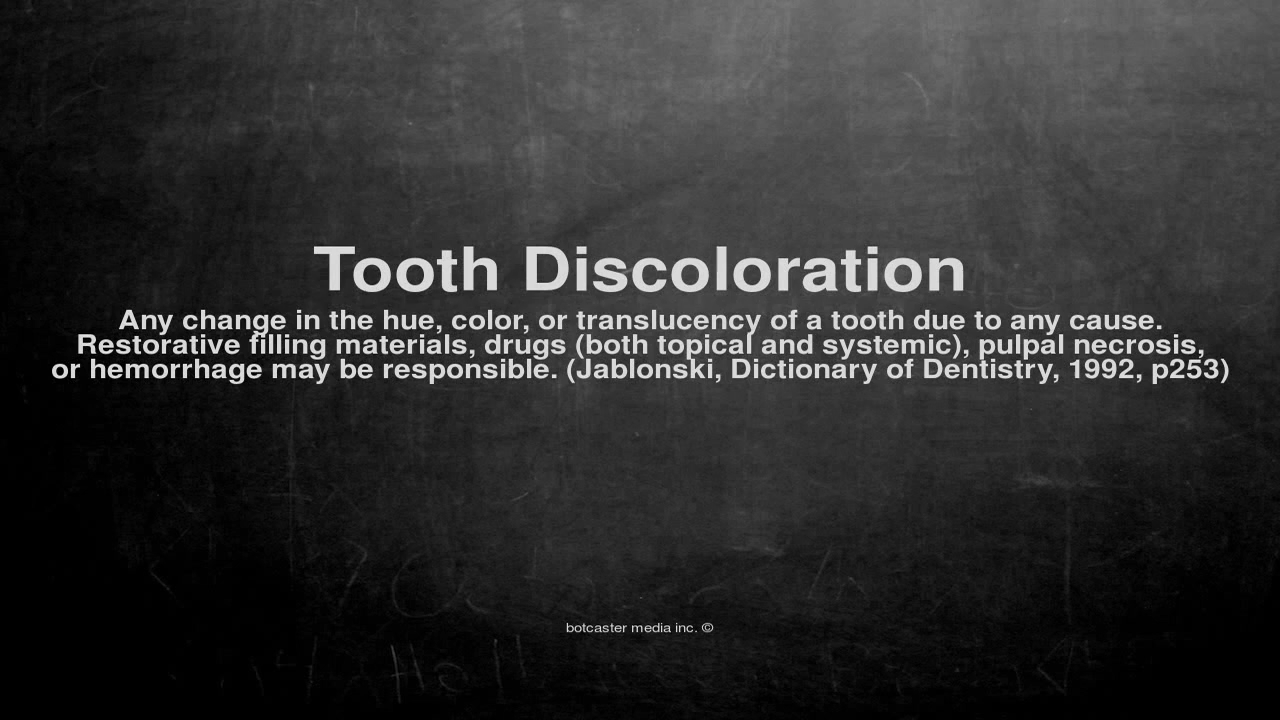 Tooth Discoloration
Any change in the hue, color, or translucency of a tooth due to any cause.
Restorative filling materials, drugs (both topical and systemic), pulpal necrosis,
or hemorrhage may be responsible. (Jablonski, Dictionary of Dentistry, 1992, p253)
botcaster media inc. ©